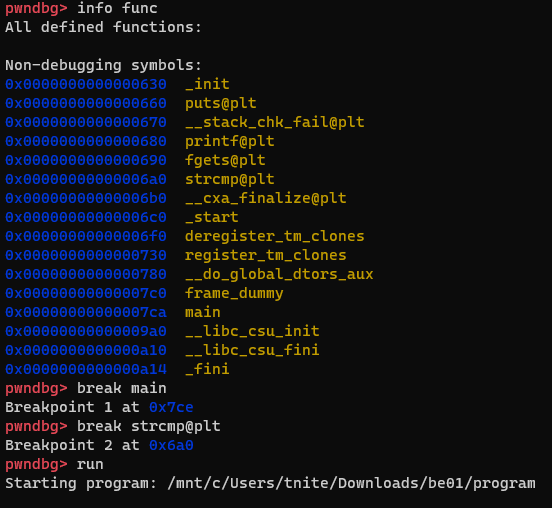 pwndbg> info func
All defined functions:

Non-debugging symbols:
0x0000000000000630  _init
0x0000000000000660  puts@plt
0x0000000000000670  __stack_chk_fail@plt
0x0000000000000680  printf@plt
0x0000000000000690  fgets@plt
0x00000000000006a0  strcmp@plt
0x00000000000006b0  __cxa_finalize@plt
0x00000000000006c0  _start
0x00000000000006f0  deregister_tm_clones
0x0000000000000730  register_tm_clones
0x0000000000000780  __do_global_dtors_aux
0x00000000000007c0  frame_dummy
0x00000000000007ca  main
0x00000000000009a0  __libc_csu_init
0x0000000000000a10  __libc_csu_fini
0x0000000000000a14  _fini
pwndbg> break main
Breakpoint 1 at 0x7ce
pwndbg> break strcmp@plt
Breakpoint 2 at 0x6a0
pwndbg> run
Starting program: /mnt/c/Users/tnite/Downloads/be01/program